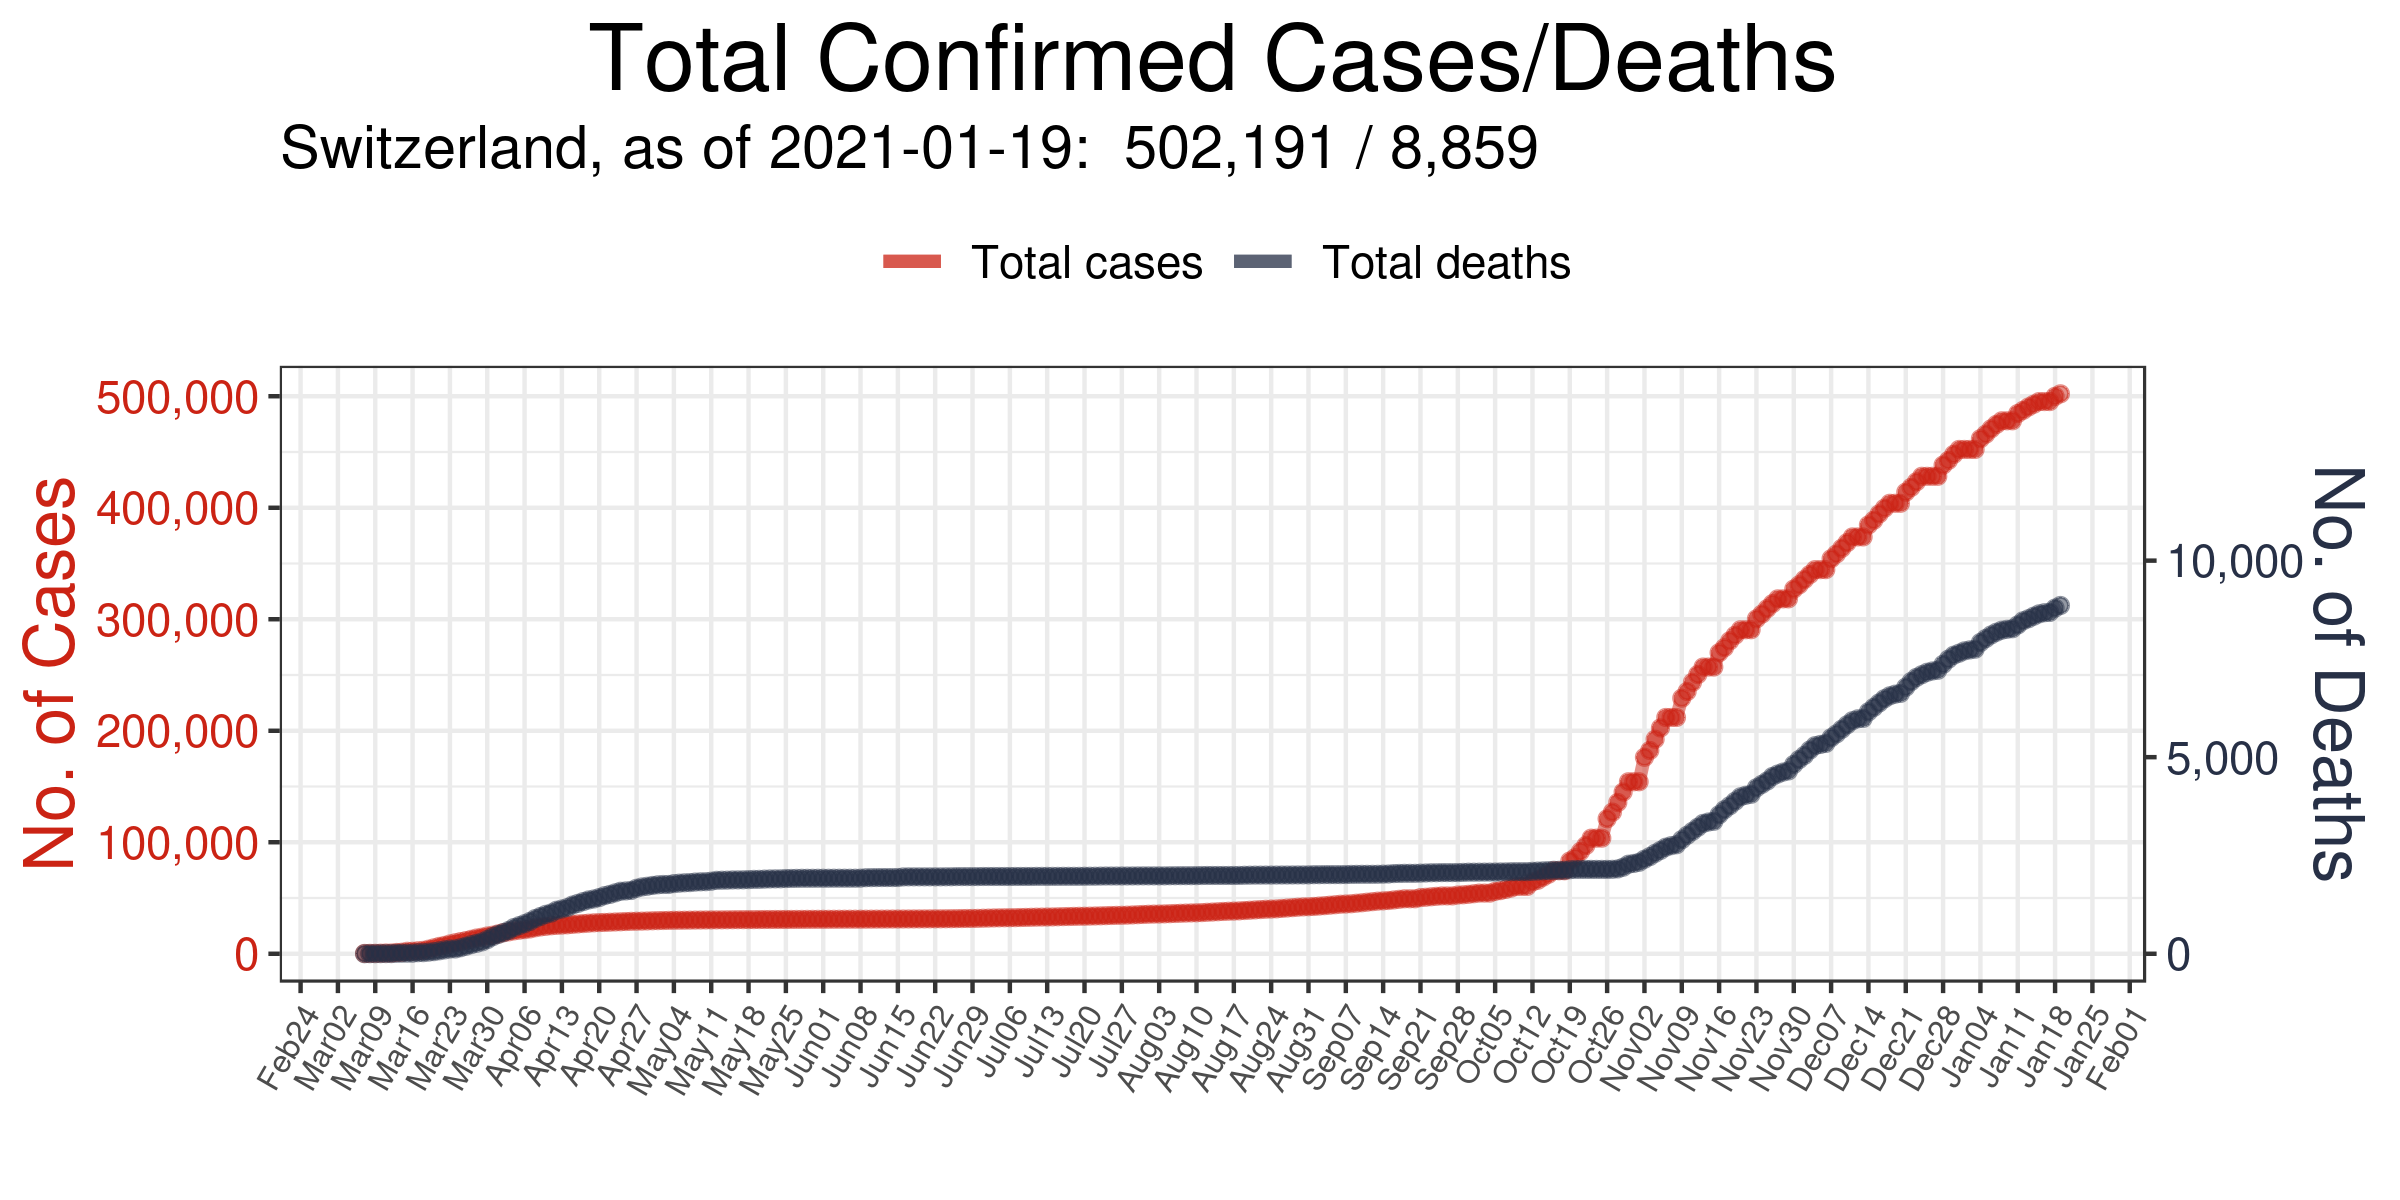 Total Confirmed Cases/Deaths
Switzerland, as of 2021-01-19:  502,191 / 8,859
Total cases
Total deaths
No. of Cases
500,000
400,000
300,000
200,000
100,000
0
10,000
5,000
0
No. of Deaths
Feb24
Mar02
Mar09
Mar16
Mar23
Mar30
Apr06
Apr13
Apr20
Apr27
May04
May11
May18
May25
Jun01
Jun08
Jun15
Jun22
Jun29
Jul06
Jul13
Jul20
Jul27
Aug03
Aug10
Aug17
Aug24
Aug31
Sep07
Sep14
Sep21
Sep28
Oct05
Oct12
Oct19
Oct26
Nov02
Nov09
Nov16
Nov23
Nov30
Dec07
Dec14
Dec21
Dec28
Jan04
Jan11
Jan18
Jan25
Feb01